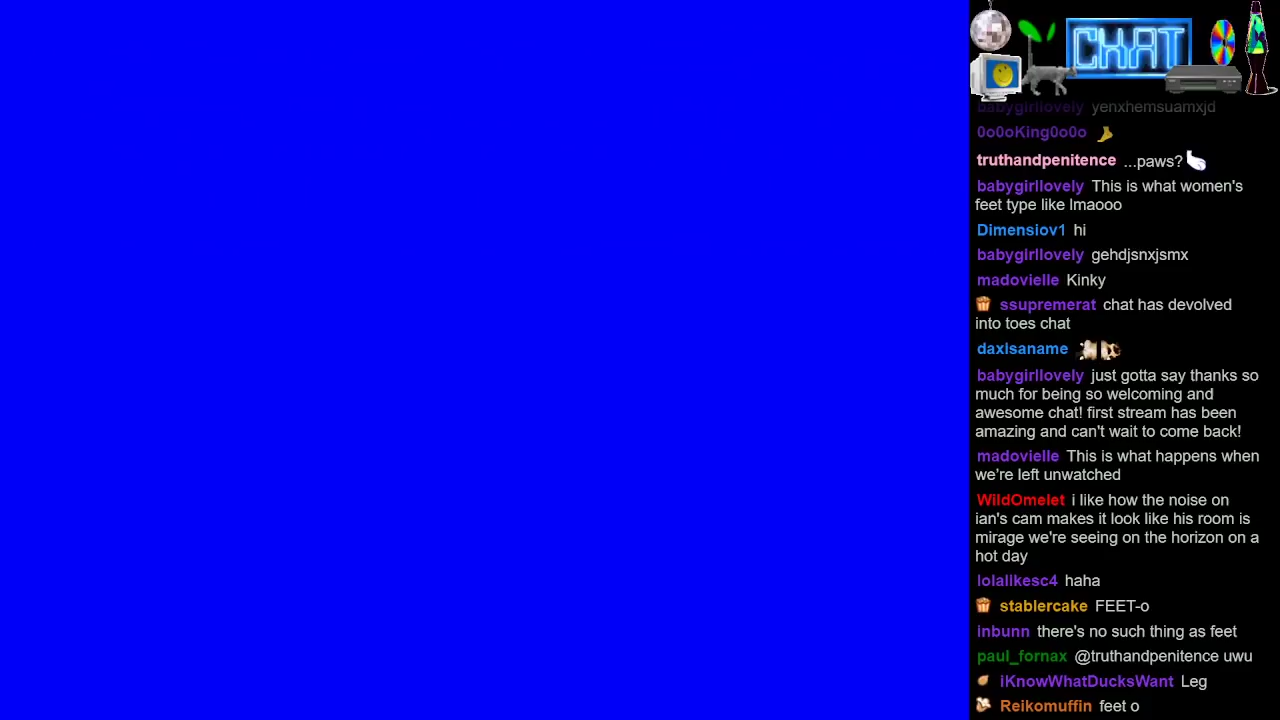 CHAT
babygirllovely yenxhemsuamxjd
0o0oKing0o0o
truthandpenitence ...paws?
babygirllovely This is what women's
feet type like lmaooo
Dimensiov1 hi
babygirllovely gehdjsnxjsmx
madovielle Kinky
ssupremerat chat has devolved
into toes chat
daxisaname
babygirllovely just gotta say thanks so
much for being so welcoming and
awesome chat! first stream has been
amazing and can't wait to come back!
madovielle This is what happens when
we’re left unwatched
WildOmelet i like how the noise on
ian's cam makes it look like his room is
mirage we're seeing on the horizon on a
hot day
lolalikesc4 haha
stablercake FEET-o
inbunn there's no such thing as feet
paul_fornax @truthandpenitence uwu
iKnowWhatDucksWant Leg
Reikomuffin feet o